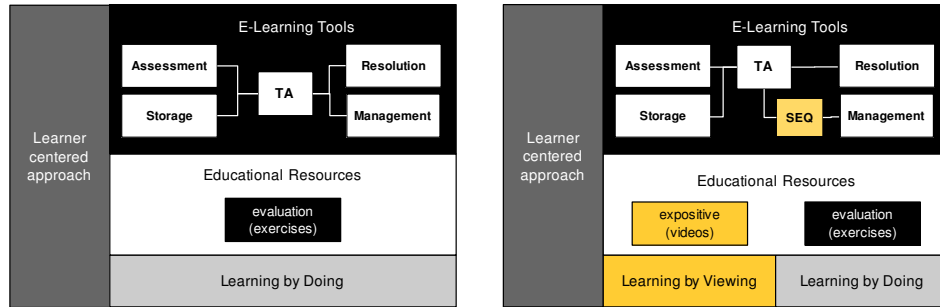 E-Learning Tools
Assessment
Resolution
TA
Storage
Management
Learner
centered
approach
Educational Resources
evaluation
(exercises)
Learning by Doing
E-Learning Tools
Assessment
TA
Resolution
Storage
SEQ
Management
Learner
centered
approach
Educational Resources
expositive
(videos)
evaluation
(exercises)
Learning by Viewing
Learning by Doing